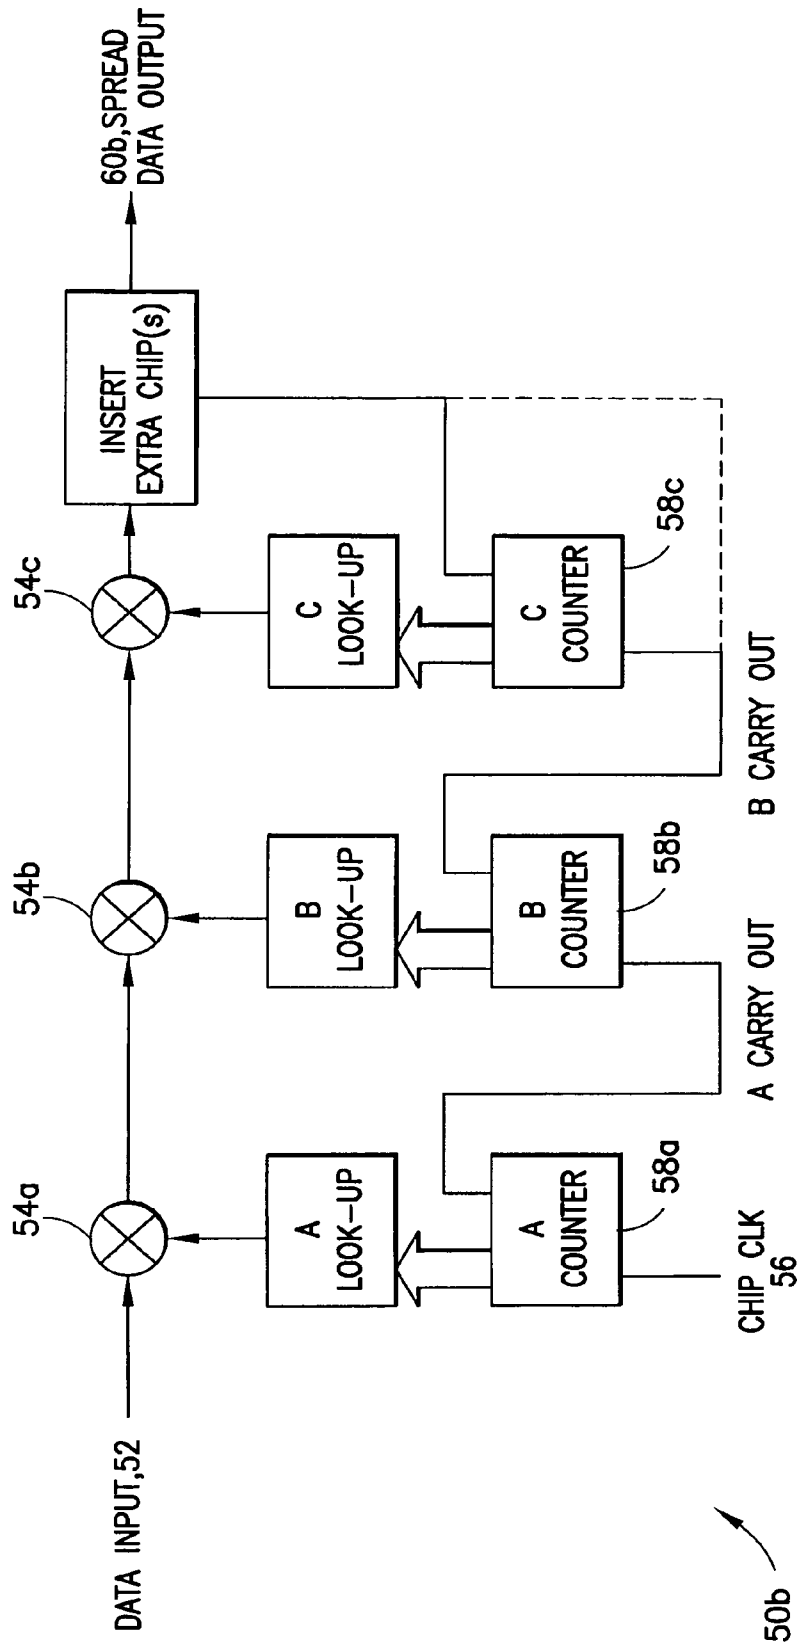 DATA INPUT,52
54a
54b
54c
INSERT
EXTRA CHIP(s)
60b,SPREAD
DATA OUTPUT
A
LOOK-UP
B
LOOK-UP
C
LOOK-UP
A
COUNTER
58a
B
COUNTER
58b
C
COUNTER
58c
CHIP CLK
56
A CARRY OUT
B CARRY OUT
50b